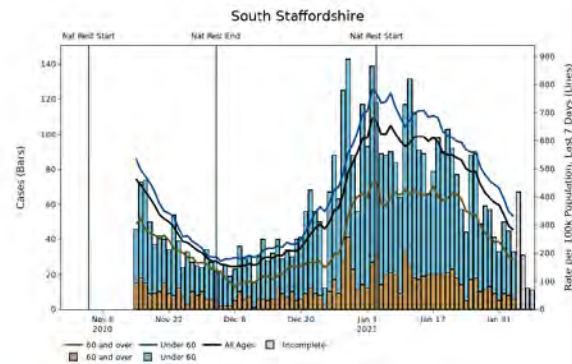 South Staffordshire
Nat Rest Start
Nat Rest End
Nat Rest Start
Cases (Bars)
140
120
100
80
60
40
20
0
900
800
700
600
500
400
300
200
100
0
Rate per 100k Population, Last 7 Days (Lines)
Nov 8
2020
Nov 22
Dec 6
Dec 20
Jan 3
2021
Jan 17
Jan 31
60 and over
Under 60
All Ages
Incomplete
60 and over
Under 60